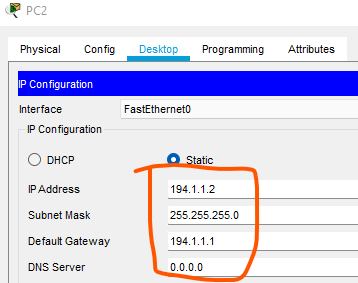 PC2
Physical Config Desktop Programming Attributes
IP Configuration
Interface FastEthernet0
IP Configuration
DHCP Static
IP Address 194.1.1.2
Subnet Mask 255.255.255.0
Default Gateway 194.1.1.1
DNS Server 0.0.0.0